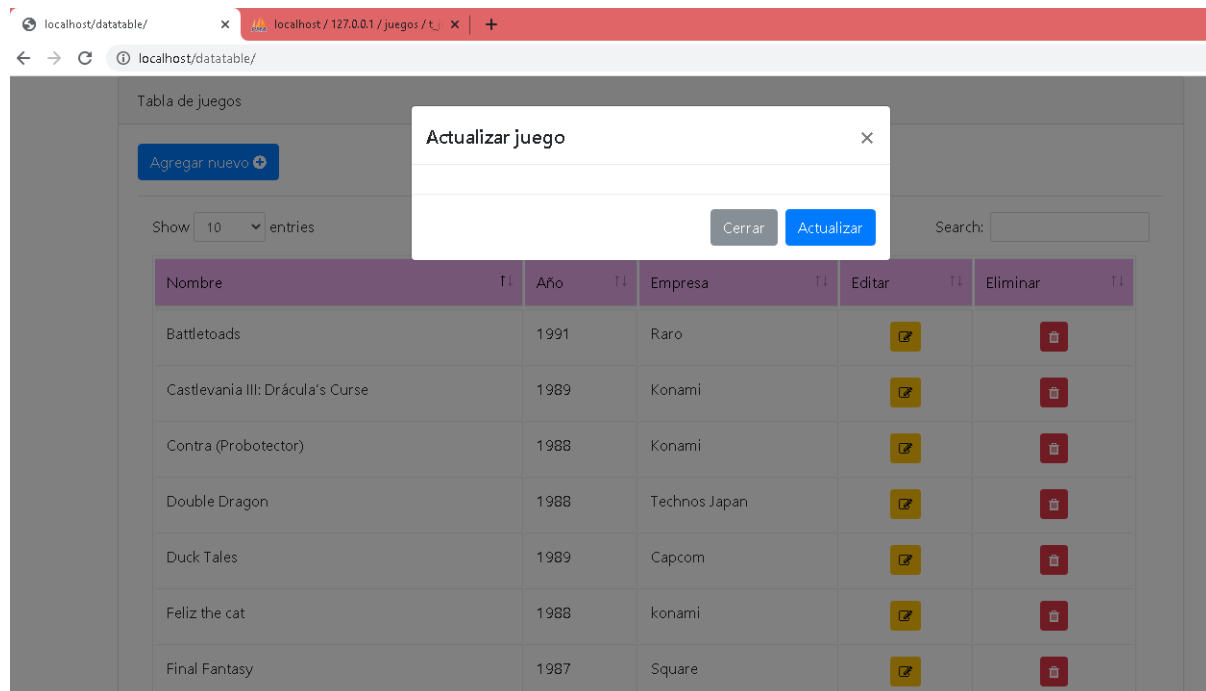 localhost/datatable/
localhost / 127.0.0.1 / juegos / t_j
localhost/datatable/
Tabla de juegos
Actualizar juego
Agregar nuevo
Cerrar Actualizar
Show 10 entries Search:
Nombre Año Empresa Editar Eliminar
Battletoads 1991 Raro
Castlevania III: Drácula's Curse 1989 Konami
Contra (Probotector) 1988 Konami
Double Dragon 1988 Technos Japan
Duck Tales 1989 Capcom
Feliz the cat 1988 konami
Final Fantasy 1987 Square